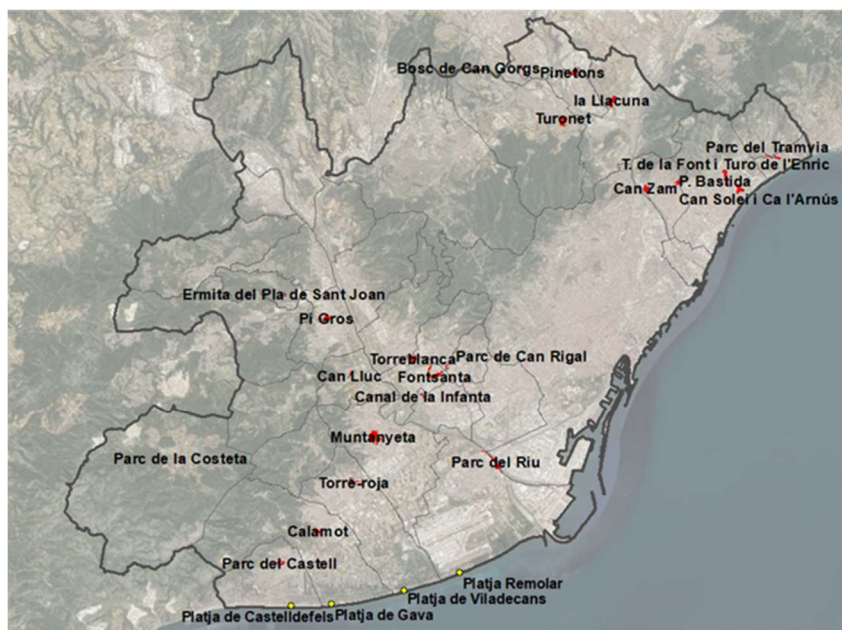 Bosc de Can Gorgs
Pinetons
la Llacuna
Turonet
Parc del Tramvia
T. de la Font i Turo de l'Enric
Can Zam
P. Bastida
Can Solei i Ca l'Arnús
Ermita del Pla de Sant Joan
Pi Gros
Torreblanca
Parc de Can Rigal
Can Lluc
Fontsanta
Canal de la Infanta
Muntanyeta
Parc de la Costeta
Parc del Riu
Torre-roja
Calamot
Parc del Castell
Platja Remolar
Platja de Viladecans
Platja de Castelldefels
Platja de Gava